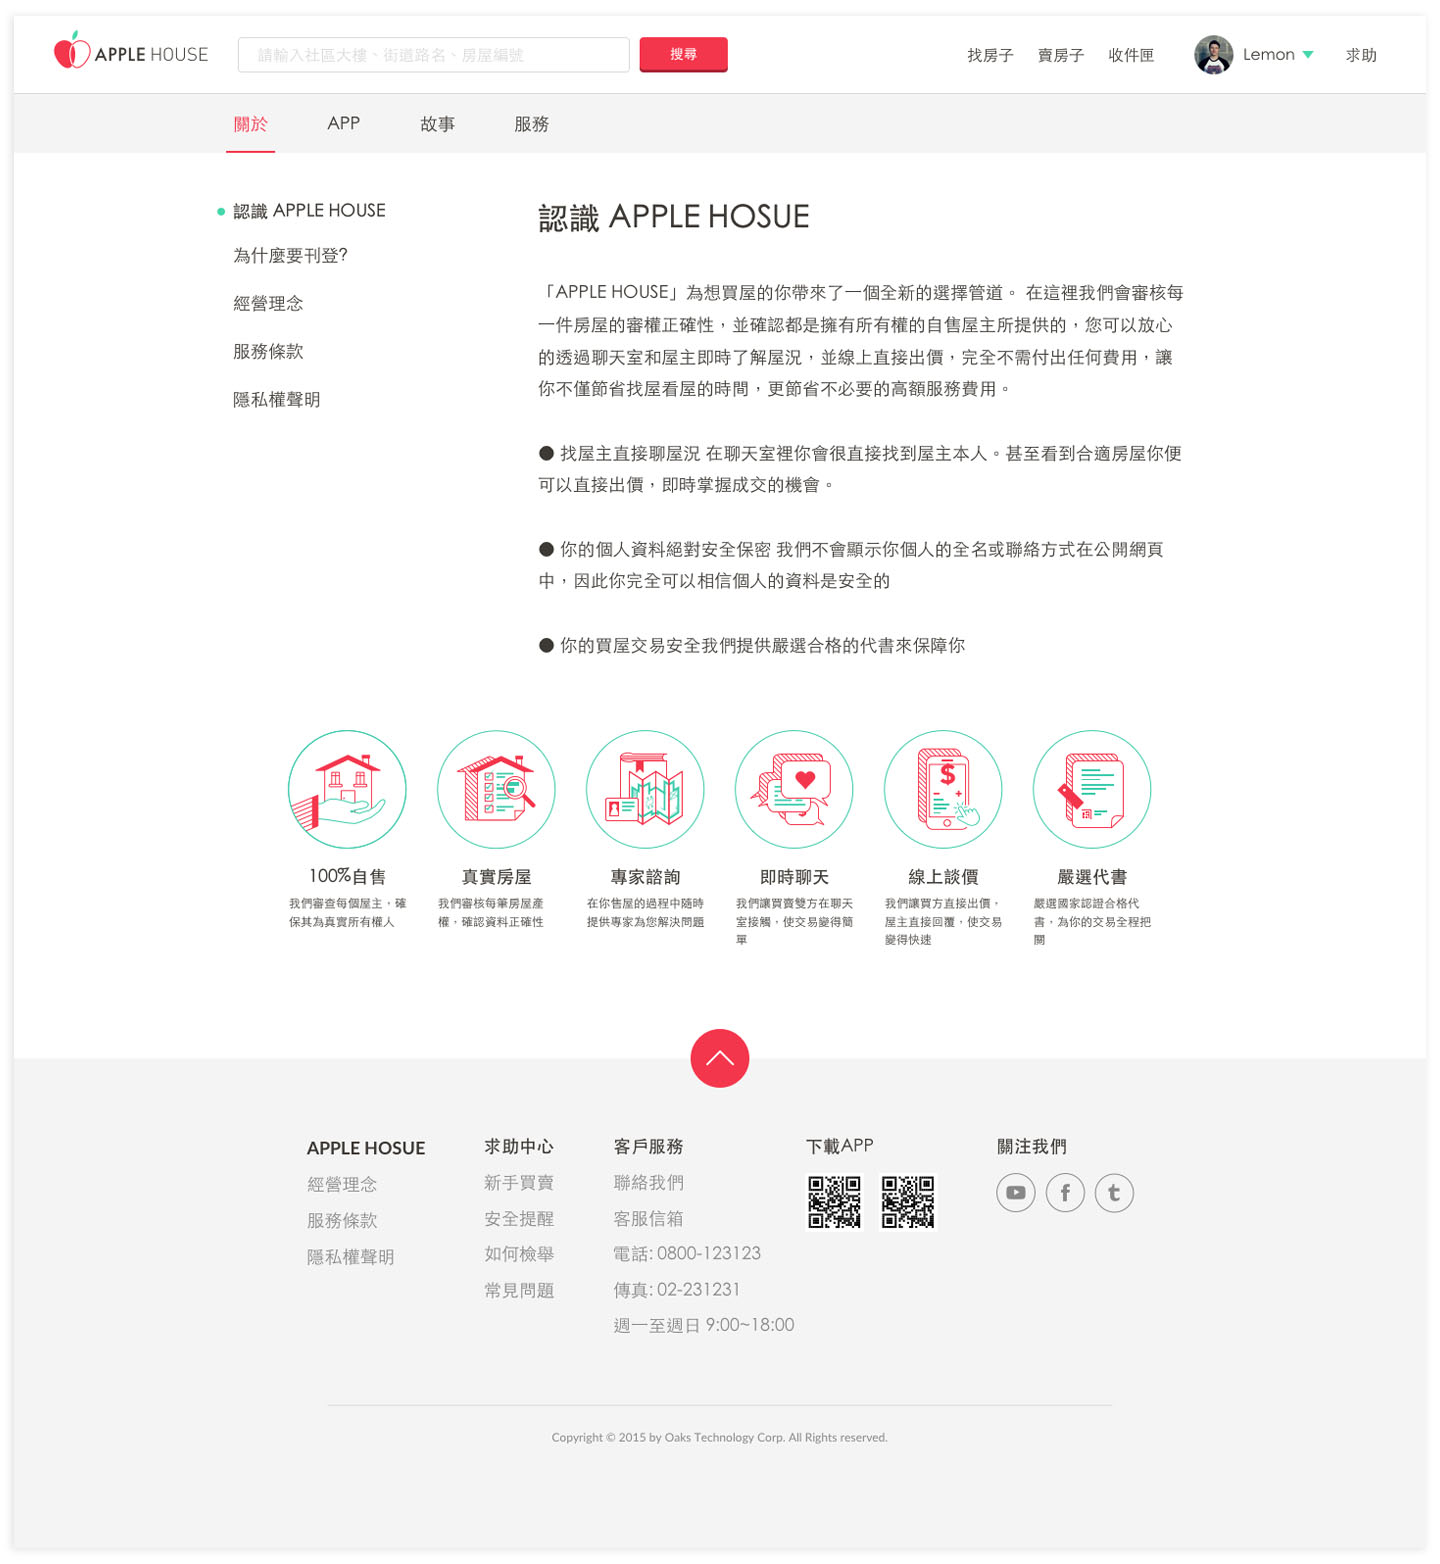 APPLE HOUSE
請輸入社區大樓、街道路名、房屋編號
搜尋
找房子
賣房子
收件匣
Lemon
求助
關於
APP
故事
服務
認識 APPLE HOUSE
為什麼要刊登?
經營理念
服務條款
隱私權聲明
認識 APPLE HOSUE
「APPLE HOUSE」為想買屋的你帶來了一個全新的選擇管道。 在這裡我們會審核每
一件房屋的審權正確性，並確認都是擁有所有權的自售屋主所提供的，您可以放心
的透過聊天室和屋主即時了解屋況，並線上直接出價，完全不需付出任何費用，讓
你不僅節省找屋看屋的時間，更節省不必要的高額服務費用。
● 找屋主直接聊屋況 在聊天室裡你會很直接找到屋主本人。甚至看到合適房屋你便
可以直接出價，即時掌握成交的機會。
● 你的個人資料絕對安全保密 我們不會顯示你個人的全名或聯絡方式在公開網頁
中，因此你完全可以相信個人的資料是安全的
● 你的買屋交易安全我們提供嚴選合格的代書來保障你
$
100%自售
我們審查每個屋主，確
保其為真實所有權人
真實房屋
我們審核每筆房屋產
權，確認資料正確性
專家諮詢
在你售屋的過程中隨時
提供專家為您解決問題
即時聊天
我們讓買賣雙方在聊天
室接觸，使交易變得簡
單
線上談價
我們讓買方直接出價，
屋主直接回覆，使交易
變得快速
嚴選代書
嚴選國家認證合格代
書，為你的交易全程把
關
APPLE HOSUE
經營理念
服務條款
隱私權聲明
求助中心
新手買賣
安全提醒
如何檢舉
常見問題
客戶服務
聯絡我們
客服信箱
電話: 0800-123123
傳真: 02-231231
週一至週日 9:00~18:00
下載APP
關注我們
Copyright © 2015 by Oaks Technology Corp. All Rights reserved.